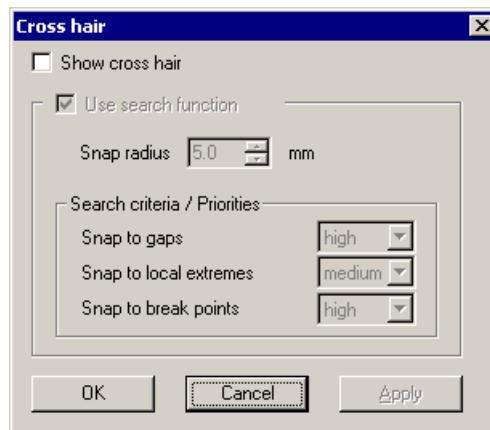 Cross hair
Show cross hair
Use search function
Snap radius 5.0 mm
Search criteria / Priorities
Snap to gaps high
Snap to local extremes medium
Snap to break points high
OK Cancel Apply